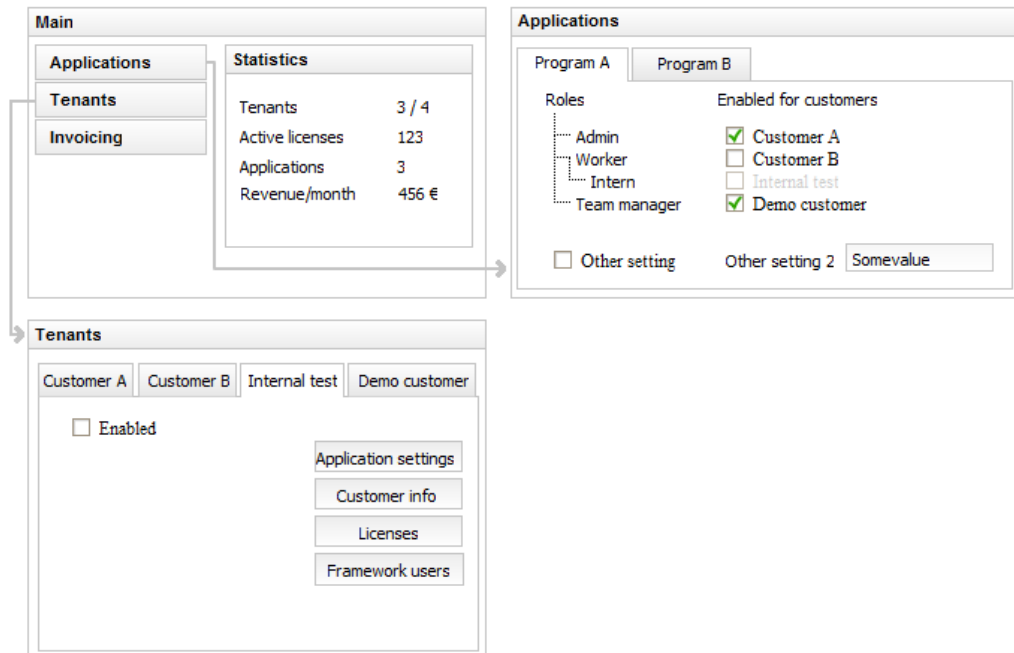 Main
Applications
Tenants
Invoicing
Statistics
Tenants 3 / 4
Active licenses 123
Applications 3
Revenue/month 456 €
Applications
Program A Program B
Roles Enabled for customers
Admin Customer A
Worker Customer B
Intern Internal test
Team manager Demo customer
Other setting Other setting 2 Somevalue
Tenants
Customer A Customer B Internal test Demo customer
Enabled
Application settings
Customer info
Licenses
Framework users